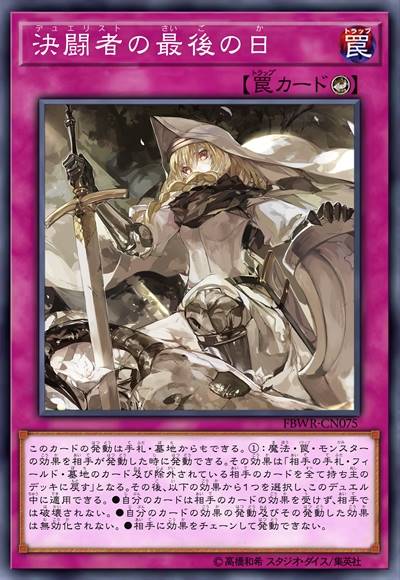 デュエリスト さいご ひ
決闘者の最後の日
トラップ
罠
トラップ
【罠カード】
FBWR-CN075
このカードの発動は手札・墓地からもできる。①：魔法・罠・モンスター
の効果を相手が発動した時に発動できる。その効果は「相手の手札・フィ
ールド・墓地のカード及び除外されている相手のカードを全て持ち主の
デッキに戻す」となる。その後、以下の効果から1つを選択し、このデュエル
中に適用できる。●自分のカードは相手のカードの効果を受けず、相手で
は破壊されない。●自分のカードの効果の発動及びその発動した効果
は無効化されない。●相手に効果をチェーンして発動できない。
©高橋和希 スタジオ・ダイス/集英社